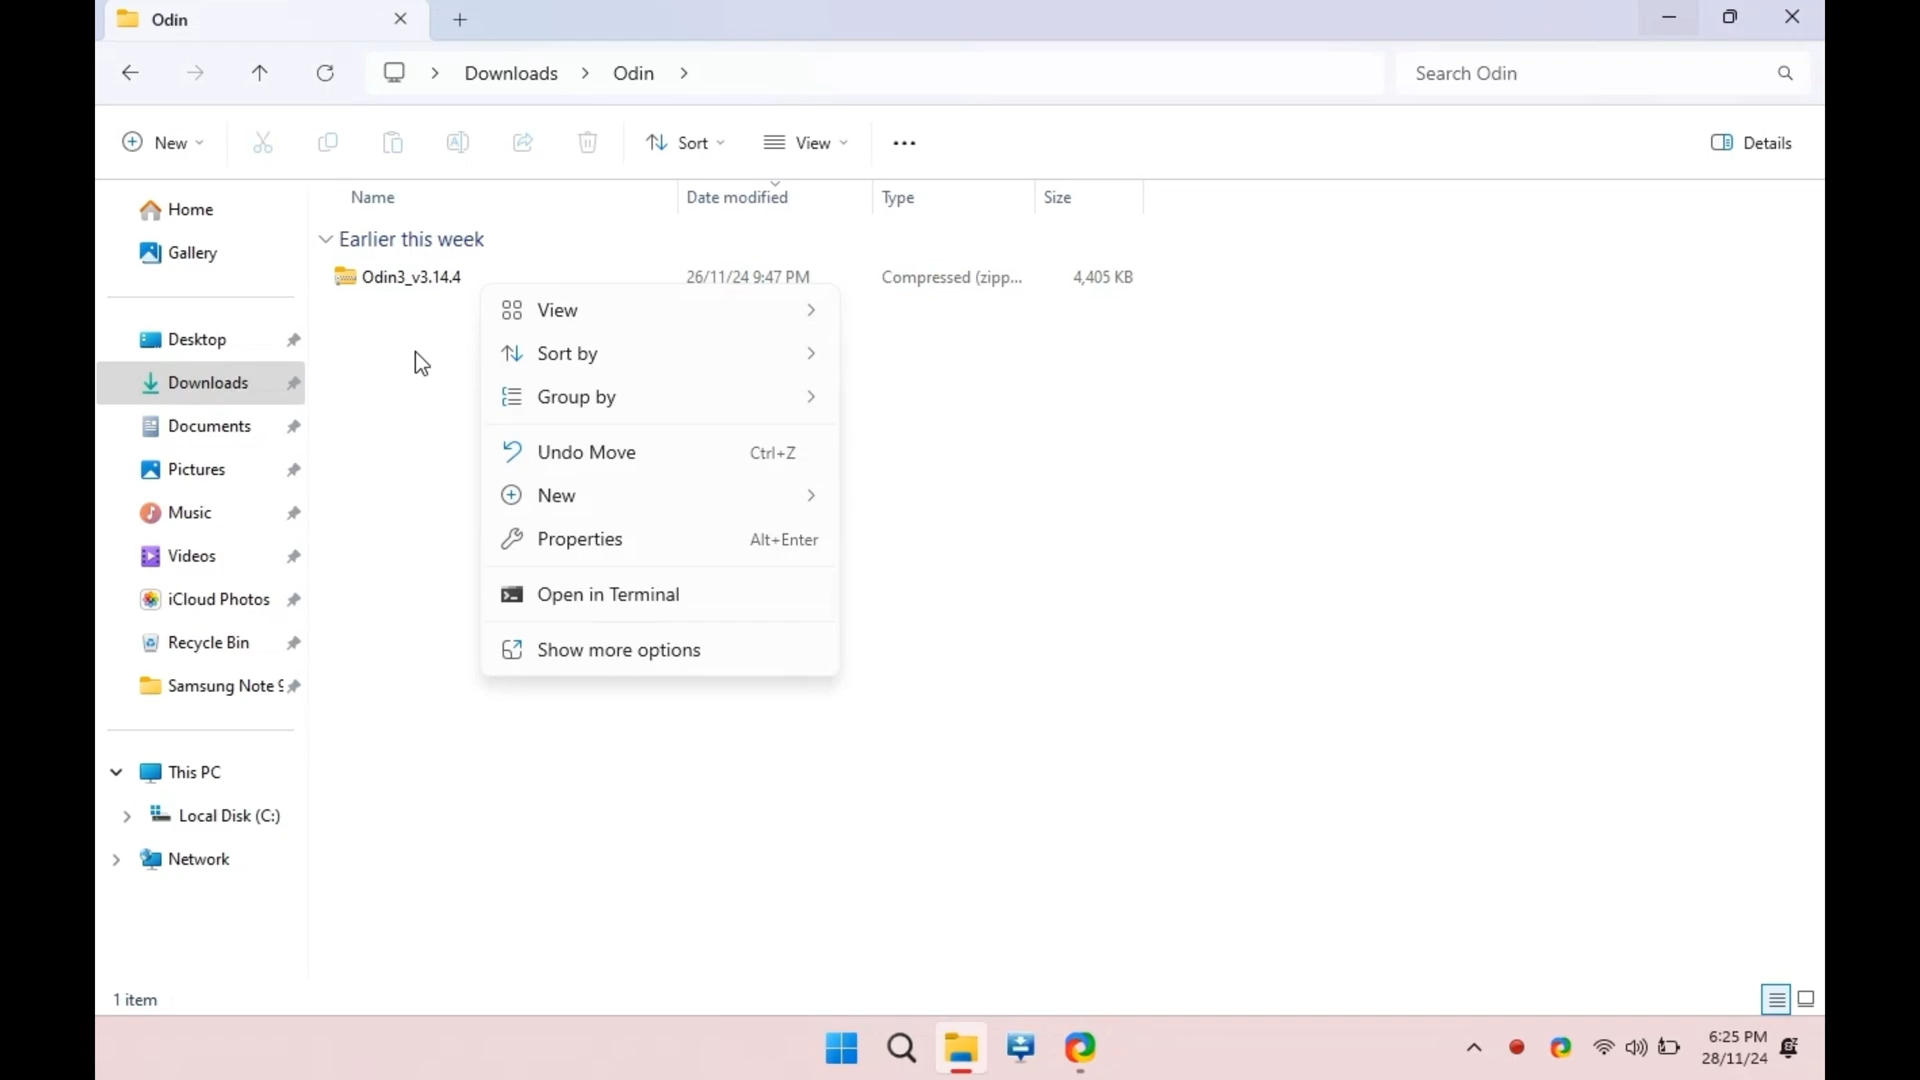 Odin
Downloads
Odin
Search Odin
New
Sort
View
Details
Name
Date modified
Type
Size
Home
Gallery
Desktop
Downloads
Documents
Pictures
Music
Videos
iCloud Photos
Recycle Bin
Samsung Note 9
This PC
Local Disk (C:)
Network
Earlier this week
Odin3_v3.14.4
26/11/24 9:47 PM
Compressed (zipp...
4,405 KB
View
Sort by
Group by
Undo Move
Ctrl+Z
New
Properties
Alt+Enter
Open in Terminal
Show more options
1 item
6:25 PM
28/11/24